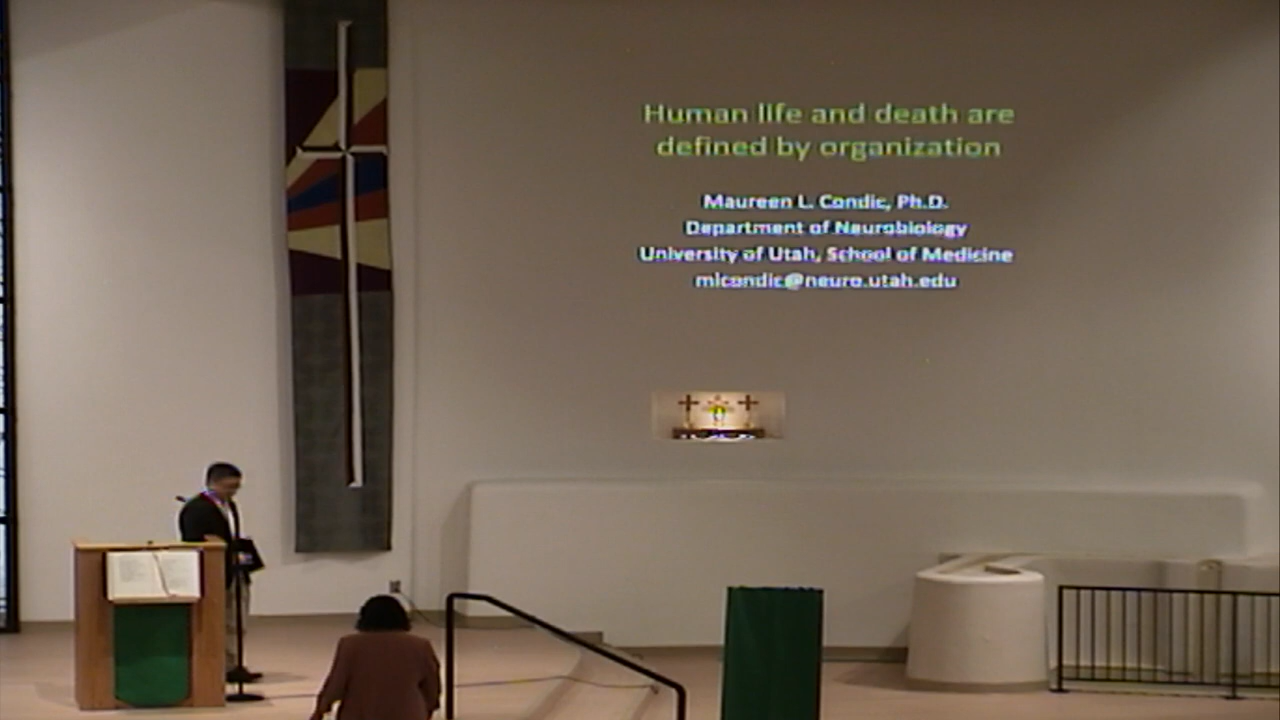 Human life and death are
defined by organization
Maureen L. Condic, Ph.D.
Department of Neurobiology
University of Utah, School of Medicine
mlcondic@neuro.utah.edu